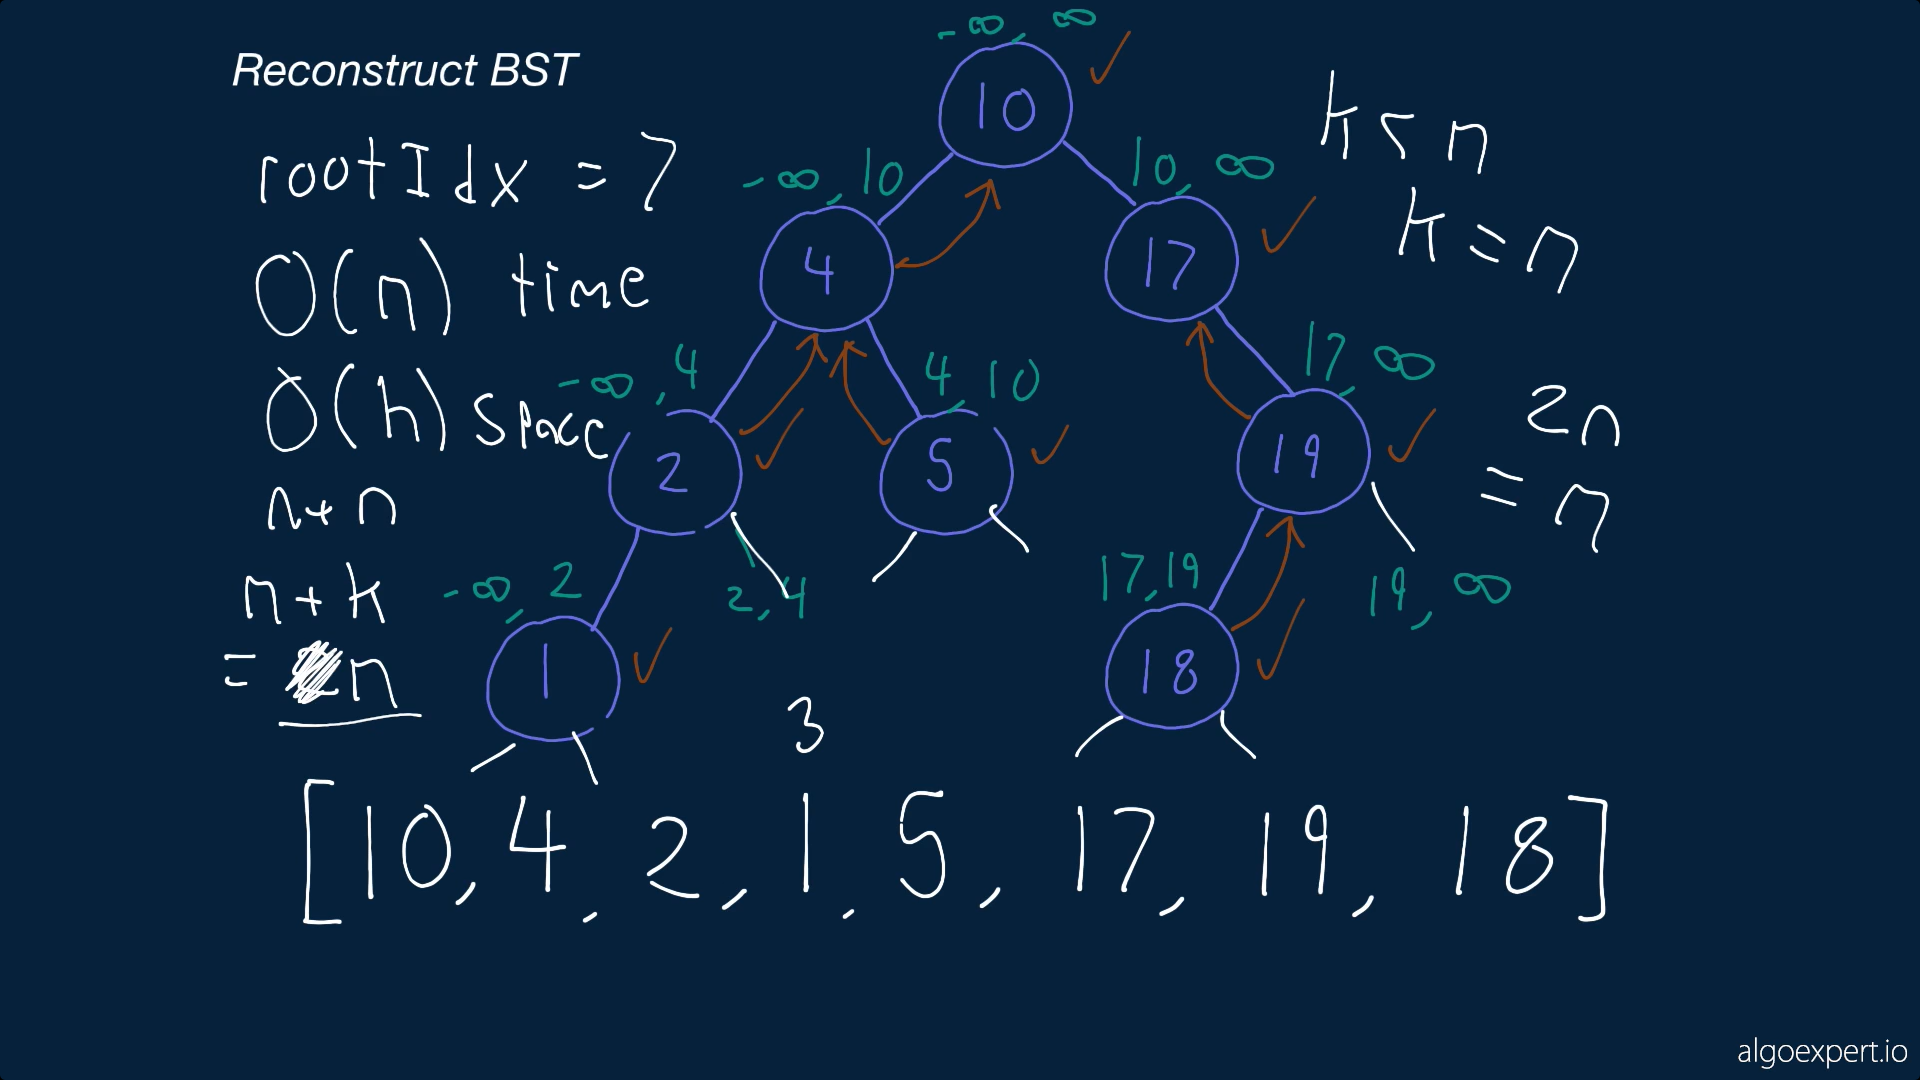 Reconstruct BST
rootIdx = 7
O(n) time
O(h) space
n+n
n+k
= n
-∞, ∞
10
k<n
k=n
-∞, 10
10, ∞
4
17
-∞, 4
4, 10
17, ∞
2n
= n
2
5
19
-∞, 2
2, 4
17, 19
19, ∞
1
18
3
[10, 4, 2, 1, 5, 17, 19, 18]
algoexpert.io